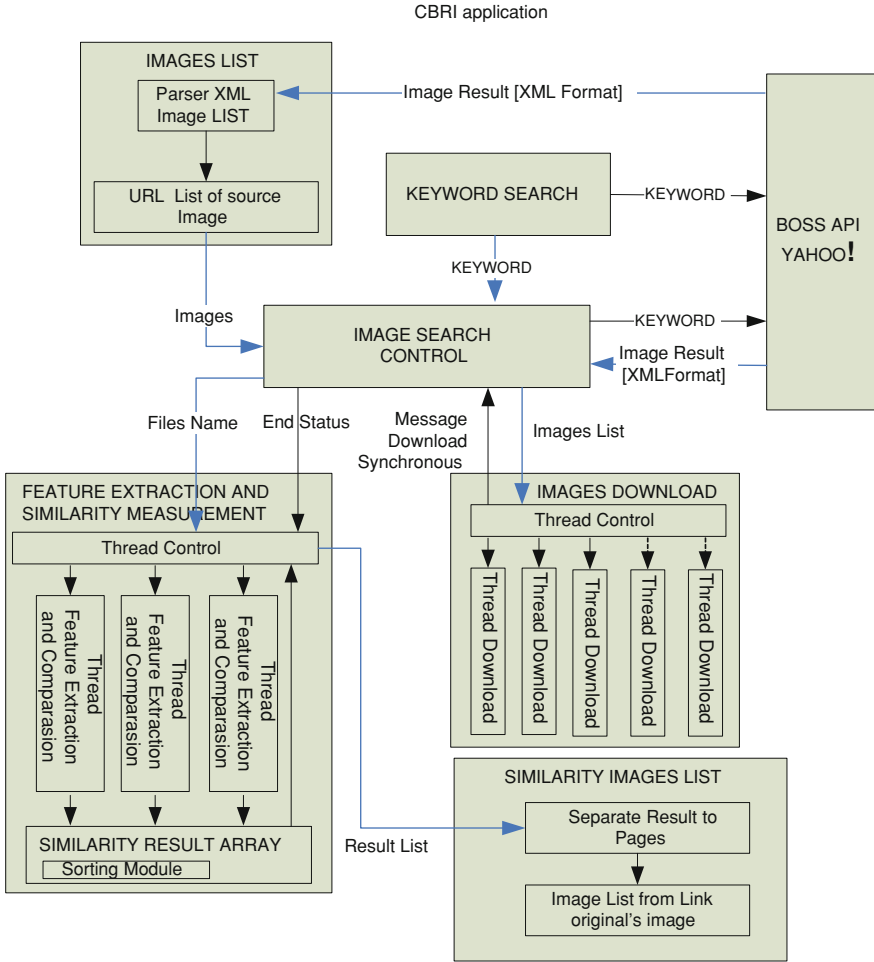 CBRI application
IMAGES LIST
Parser XML
Image LIST
Image Result [XML Format]
URL List of source
Image
KEYWORD SEARCH
KEYWORD
BOSS API
YAHOO!
KEYWORD
Images
IMAGE SEARCH
CONTROL
KEYWORD
Image Result
[XMLFormat]
Files Name
End Status
Message
Download
Synchronous
Images List
FEATURE EXTRACTION AND
SIMILARITY MEASUREMENT
Thread Control
Thread
Feature Extraction
and Comparasion
Thread
Feature Extraction
and Comparasion
Thread
Feature Extraction
and Comparasion
SIMILARITY RESULT ARRAY
Sorting Module
IMAGES DOWNLOAD
Thread Control
Thread Download
Thread Download
Thread Download
Thread Download
Thread Download
Result List
SIMILARITY IMAGES LIST
Separate Result to
Pages
Image List from Link
original's image